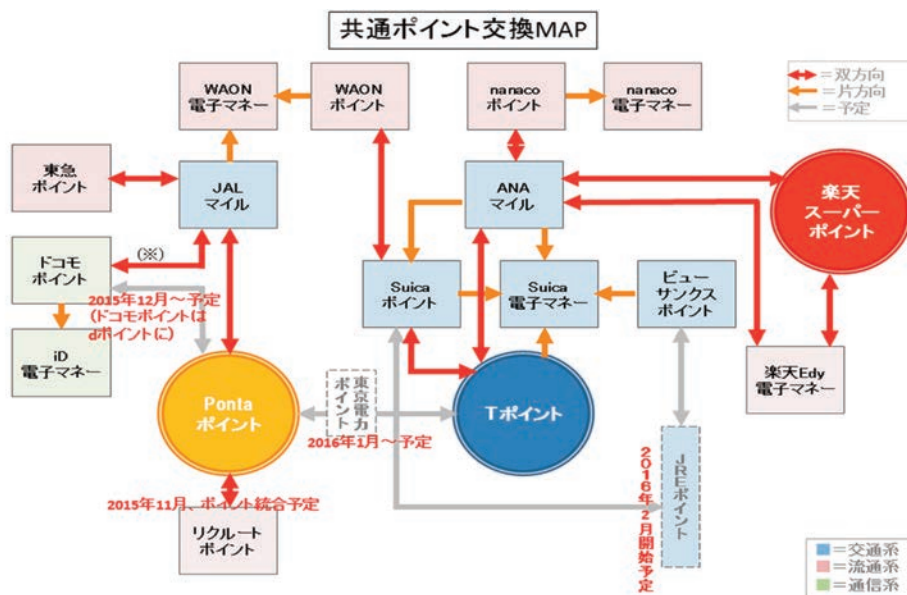 共通ポイント交換MAP
WAON
電子マネー
WAON
ポイント
nanaco
ポイント
nanaco
電子マネー
=双方向
=片方向
=予定
東急
ポイント
JAL
マイル
ANA
マイル
楽天
スーパー
ポイント
ドコモ
ポイント
(※)
2015年12月~予定
(ドコモポイントは
dポイントに)
Suica
ポイント
Suica
電子マネー
ビュー
サンクス
ポイント
iD
電子マネー
楽天Edy
電子マネー
Ponta
ポイント
東京電力
ポイント
2016年1月~予定
Tポイント
JREポイント
2016年2月開始予定
2015年11月、ポイント統合予定
リクルート
ポイント
=交通系
=流通系
=通信系